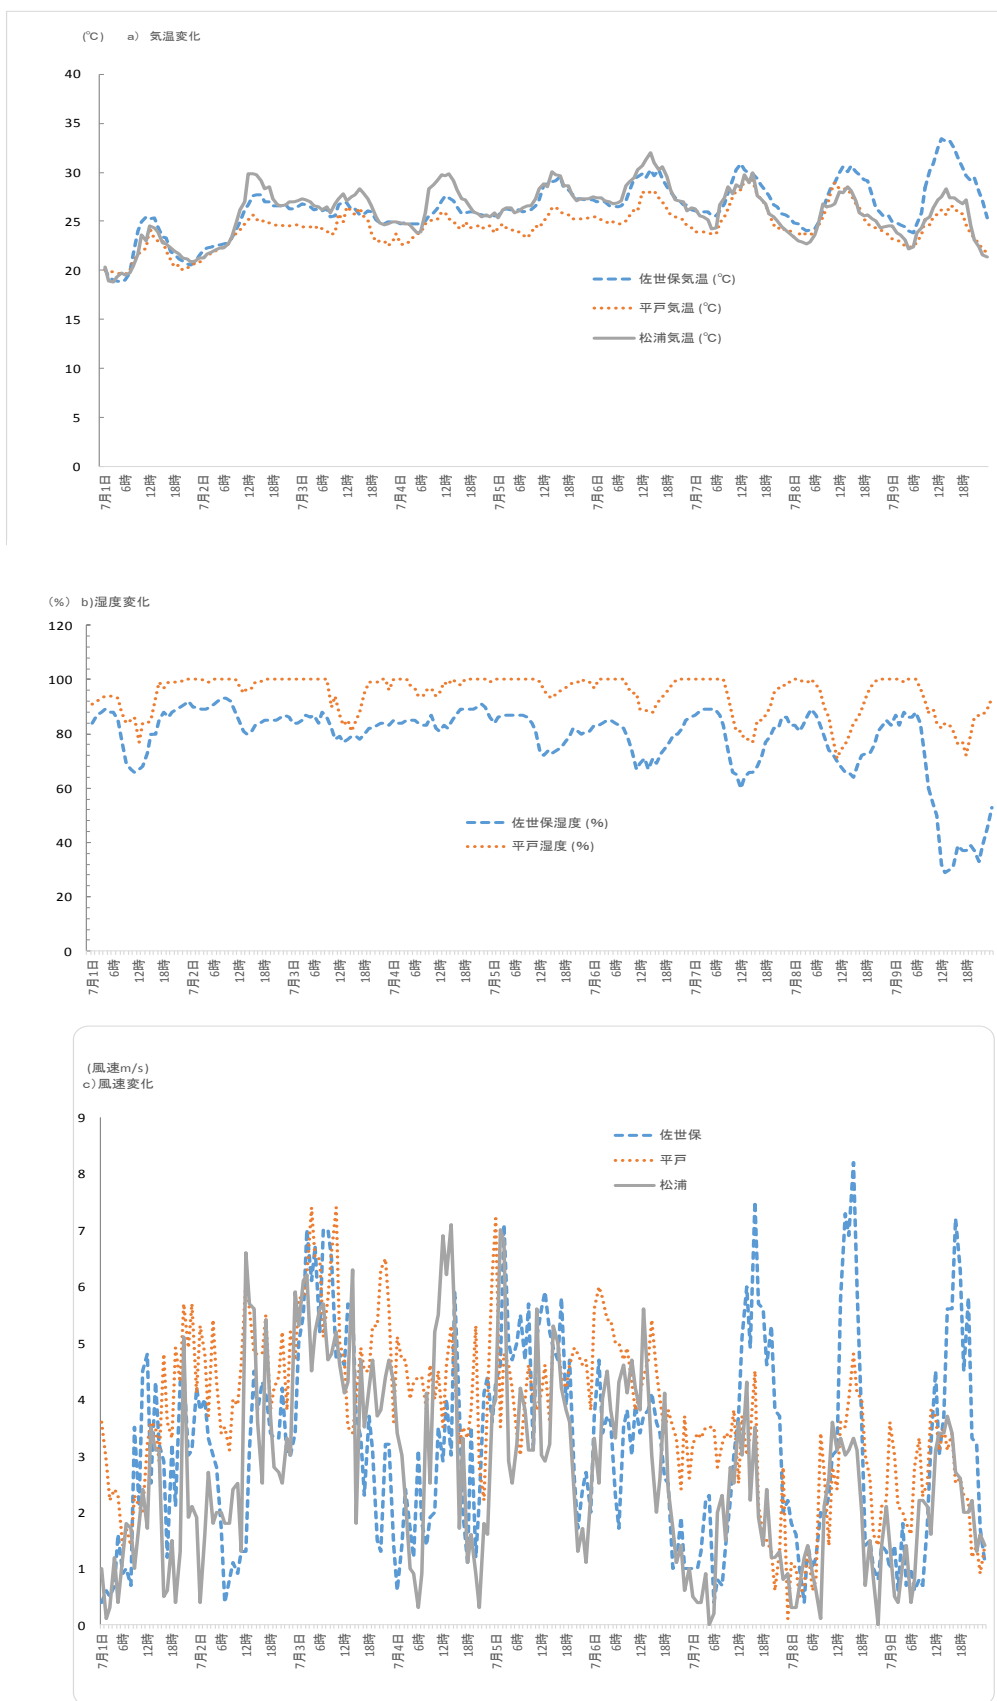 (℃) a） 気温変化
40
35
30
25
20
15
10
5
0
佐世保気温 (℃)
平戸気温 (℃)
松浦気温 (℃)
7月1日 6時 12時 18時 7月2日 6時 12時 18時 7月3日 6時 12時 18時 7月4日 6時 12時 18時 7月5日 6時 12時 18時 7月6日 6時 12時 18時 7月7日 6時 12時 18時 7月8日 6時 12時 18時 7月9日 6時 12時 18時
（%） b)湿度変化
120
100
80
60
40
20
0
佐世保湿度 (%)
平戸湿度 (%)
7月1日 6時 12時 18時 7月2日 6時 12時 18時 7月3日 6時 12時 18時 7月4日 6時 12時 18時 7月5日 6時 12時 18時 7月6日 6時 12時 18時 7月7日 6時 12時 18時 7月8日 6時 12時 18時 7月9日 6時 12時 18時
(風速m/s)
c）風速変化
9
8
7
6
5
4
3
2
1
0
佐世保
平戸
松浦
7月1日 6時 12時 18時 7月2日 6時 12時 18時 7月3日 6時 12時 18時 7月4日 6時 12時 18時 7月5日 6時 12時 18時 7月6日 6時 12時 18時 7月7日 6時 12時 18時 7月8日 6時 12時 18時 7月9日 6時 12時 18時